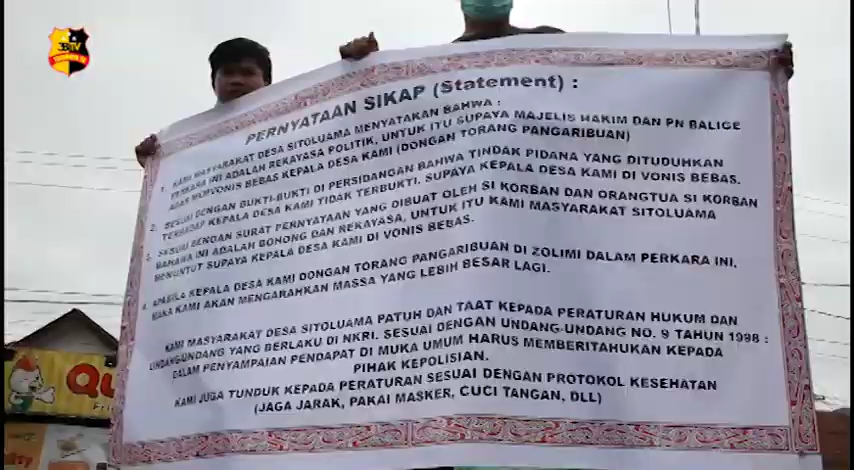 BTV
PERNYATAAN SIKAP (Statement) :
1. KAMI MASYARAKAT DESA SITOLUAMA MENYATAKAN BAHWA :
PERKARA INI ADALAH REKAYASA POLITIK, UNTUK ITU SUPAYA MAJELIS HAKIM DAN PN BALIGE
AGAR MEMVONIS BEBAS KEPALA DESA KAMI (DONGAN TORANG PANGARIBUAN)
2. SESUAI DENGAN BUKTI-BUKTI DI PERSIDANGAN BAHWA TINDAK PIDANA YANG DITUDUHKAN
TERHADAP KEPALA DESA KAMI TIDAK TERBUKTI. SUPAYA KEPALA DESA KAMI DI VONIS BEBAS.
3. SESUAI DENGAN SURAT PERNYATAAN YANG DIBUAT OLEH SI KORBAN DAN ORANGTUA SI KORBAN
BAHAWA INI ADALAH BOHONG DAN REKAYASA, UNTUK ITU KAMI MASYARAKAT SITOLUAMA
MENUNTUT SUPAYA KEPALA DESA KAMI DI VONIS BEBAS.
4. APABILA KEPALA DESA KAMI DONGAN TORANG PANGARIBUAN DI ZOLIMI DALAM PERKARA INI,
MAKA KAMI AKAN MENGARAHKAN MASSA YANG LEBIH BESAR LAGI.
KAMI MASYARAKAT DESA SITOLUAMA PATUH DAN TAAT KEPADA PERATURAN HUKUM DAN
UNDANGUNDANG YANG BERLAKU DI NKRI. SESUAI DENGAN UNDANG-UNDANG NO. 9 TAHUN 1998 :
DALAM PENYAMPAIAN PENDAPAT DI MUKA UMUM HARUS MEMBERITAHUKAN KEPADA
PIHAK KEPOLISIAN.
KAMI JUGA TUNDUK KEPADA PERATURAN SESUAI DENGAN PROTOKOL KESEHATAN
(JAGA JARAK, PAKAI MASKER, CUCI TANGAN, DLL)